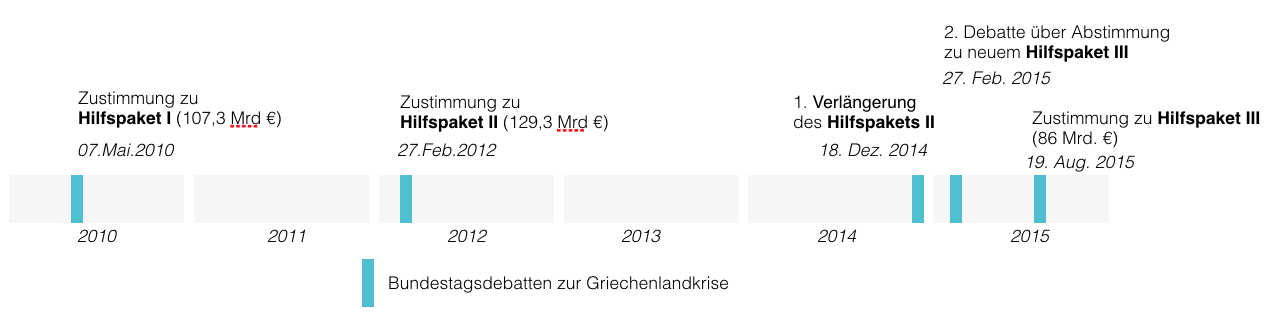 2. Debatte über Abstimmung
zu neuem Hilfspaket III
27. Feb. 2015
Zustimmung zu
Hilfspaket I (107,3 Mrd €)
07.Mai.2010
Zustimmung zu
Hilfspaket II (129,3 Mrd €)
27.Feb.2012
1. Verlängerung
des Hilfspakets II
18. Dez. 2014
Zustimmung zu Hilfspaket III
(86 Mrd. €)
19. Aug. 2015
2010
2011
2012
2013
2014
2015
Bundestagsdebatten zur Griechenlandkrise